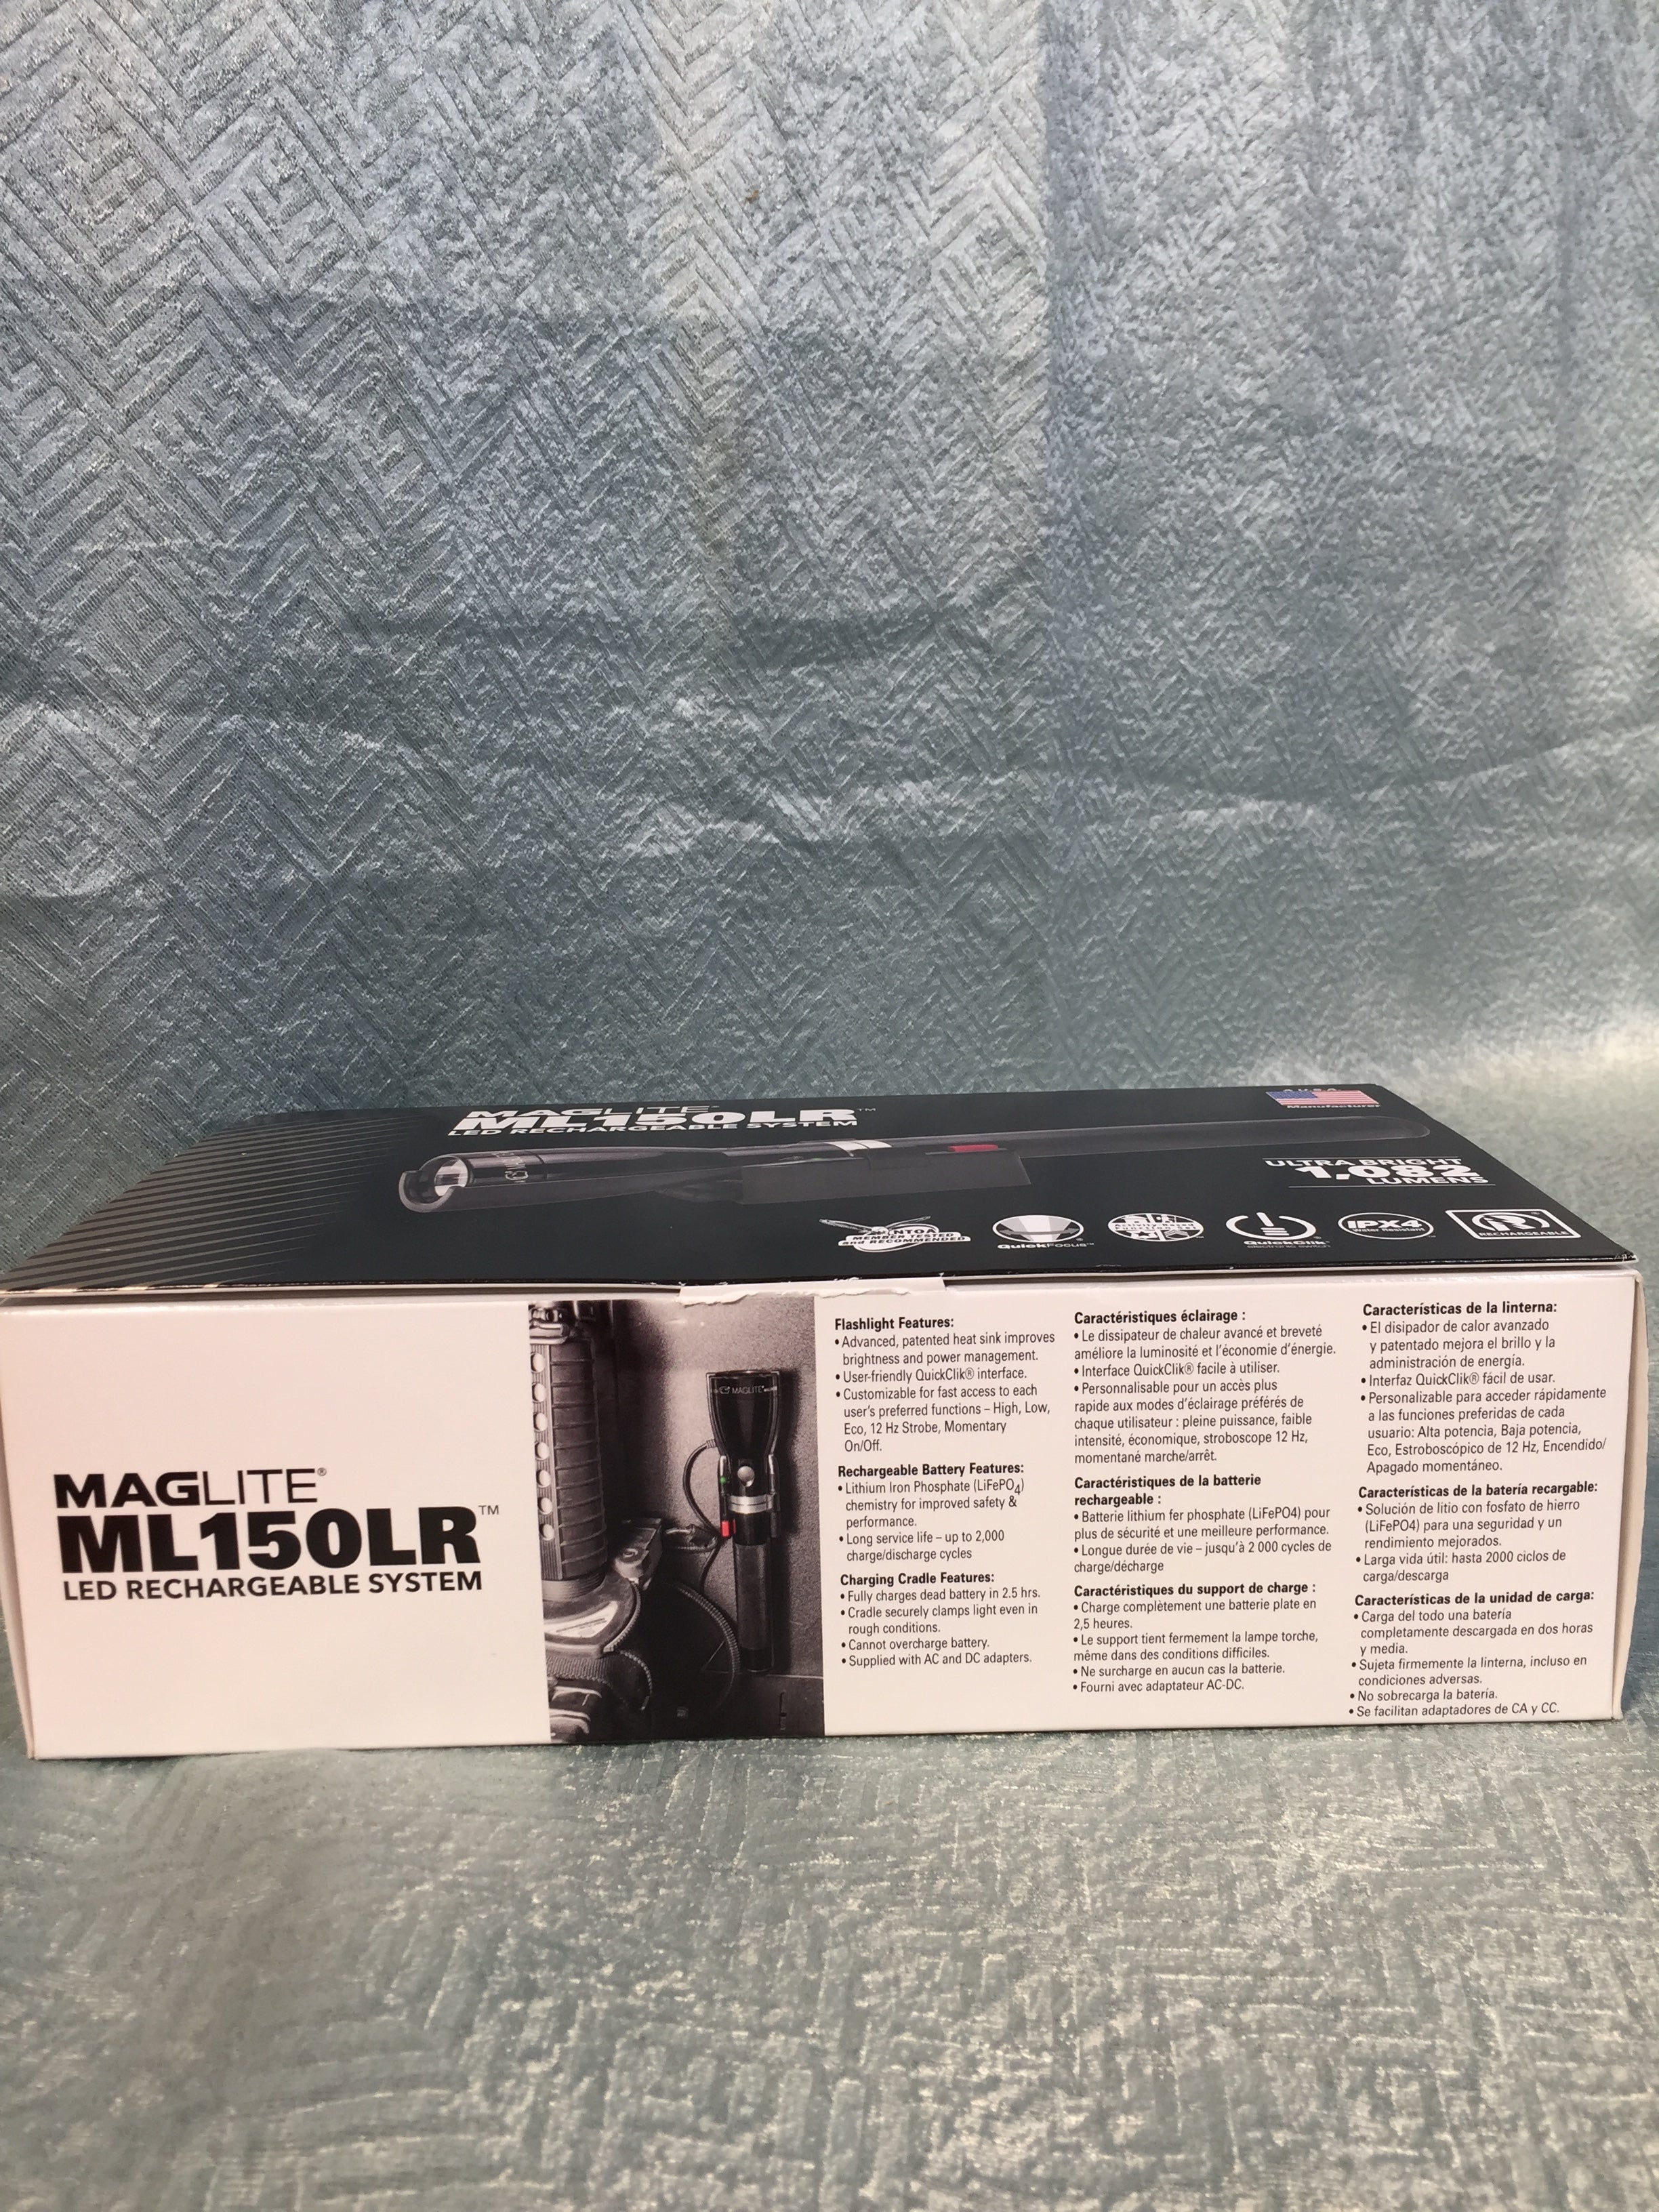 MAGLITE®
ML150LR™
LED RECHARGEABLE SYSTEM
Manufacturer
ULTRA BRIGHT
1,082
LUMENS
NTOA
MEMBER TESTED
and RECOMMENDED
QuickFocus™
QuickClik®
electronic switch
IPX4
Water Resistant
R
RECHARGEABLE
MAGLITE®
ML150LR™
LED RECHARGEABLE SYSTEM
MAGLITE®
Flashlight Features:
• Advanced, patented heat sink improves
brightness and power management.
• User-friendly QuickClik® interface.
• Customizable for fast access to each
user's preferred functions – High, Low,
Eco, 12 Hz Strobe, Momentary
On/Off.
Rechargeable Battery Features:
• Lithium Iron Phosphate (LiFePO4)
chemistry for improved safety &
performance.
• Long service life – up to 2,000
charge/discharge cycles
Charging Cradle Features:
• Fully charges dead battery in 2.5 hrs.
• Cradle securely clamps light even in
rough conditions.
• Cannot overcharge battery.
• Supplied with AC and DC adapters.
Caractéristiques éclairage :
• Le dissipateur de chaleur avancé et breveté
améliore la luminosité et l'économie d'énergie.
• Interface QuickClik® facile à utiliser.
• Personnalisable pour un accès plus
rapide aux modes d'éclairage préférés de
chaque utilisateur : pleine puissance, faible
intensité, économique, stroboscope 12 Hz,
momentané marche/arrêt.
Caractéristiques de la batterie
rechargeable :
• Batterie lithium fer phosphate (LiFePO4) pour
plus de sécurité et une meilleure performance.
• Longue durée de vie – jusqu'à 2 000 cycles de
charge/décharge
Caractéristiques du support de charge :
• Charge complètement une batterie plate en
2,5 heures.
• Le support tient fermement la lampe torche,
même dans des conditions difficiles.
• Ne surcharge en aucun cas la batterie.
• Fourni avec adaptateur AC-DC.
Características de la linterna:
• El disipador de calor avanzado
y patentado mejora el brillo y la
administración de energía.
• Interfaz QuickClik® fácil de usar.
• Personalizable para acceder rápidamente
a las funciones preferidas de cada
usuario: Alta potencia, Baja potencia,
Eco, Estroboscópico de 12 Hz, Encendido/
Apagado momentáneo.
Características de la batería recargable:
• Solución de litio con fosfato de hierro
(LiFePO4) para una seguridad y un
rendimiento mejorados.
• Larga vida útil: hasta 2000 ciclos de
carga/descarga
Características de la unidad de carga:
• Carga del todo una batería
completamente descargada en dos horas
y media.
• Sujeta firmemente la linterna, incluso en
condiciones adversas.
• No sobrecarga la batería.
• Se facilitan adaptadores de CA y CC.